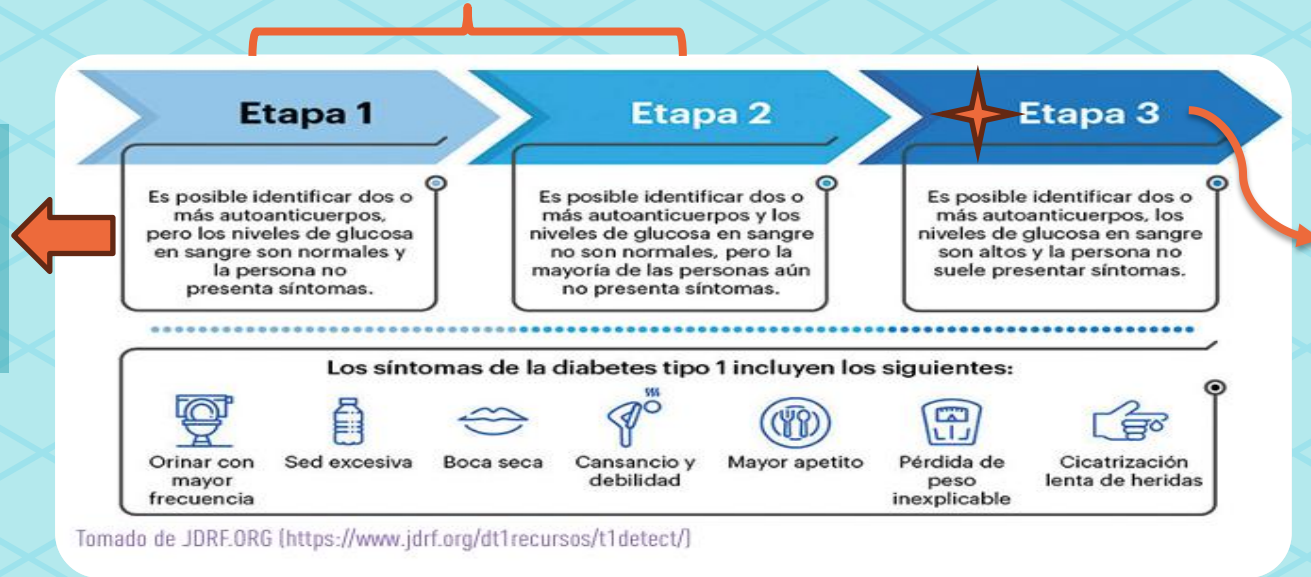 Etapa 1
Etapa 2
Etapa 3
Es posible identificar dos o
más autoanticuerpos,
pero los niveles de glucosa
en sangre son normales y
la persona no
presenta síntomas.
Es posible identificar dos o
más autoanticuerpos y los
niveles de glucosa en sangre
no son normales, pero la
mayoría de las personas aún
no presenta síntomas.
Es posible identificar dos o
más autoanticuerpos, los
niveles de glucosa en sangre
son altos y la persona no
suele presentar síntomas.
Los síntomas de la diabetes tipo 1 incluyen los siguientes:
Orinar con
mayor
frecuencia
Sed excesiva
Boca seca
Cansancio y
debilidad
Mayor apetito
Pérdida de
peso
inexplicable
Cicatrización
lenta de heridas
Tomado de JDRF.ORG (https://www.jdrf.org/dt1recursos/t1detect/)